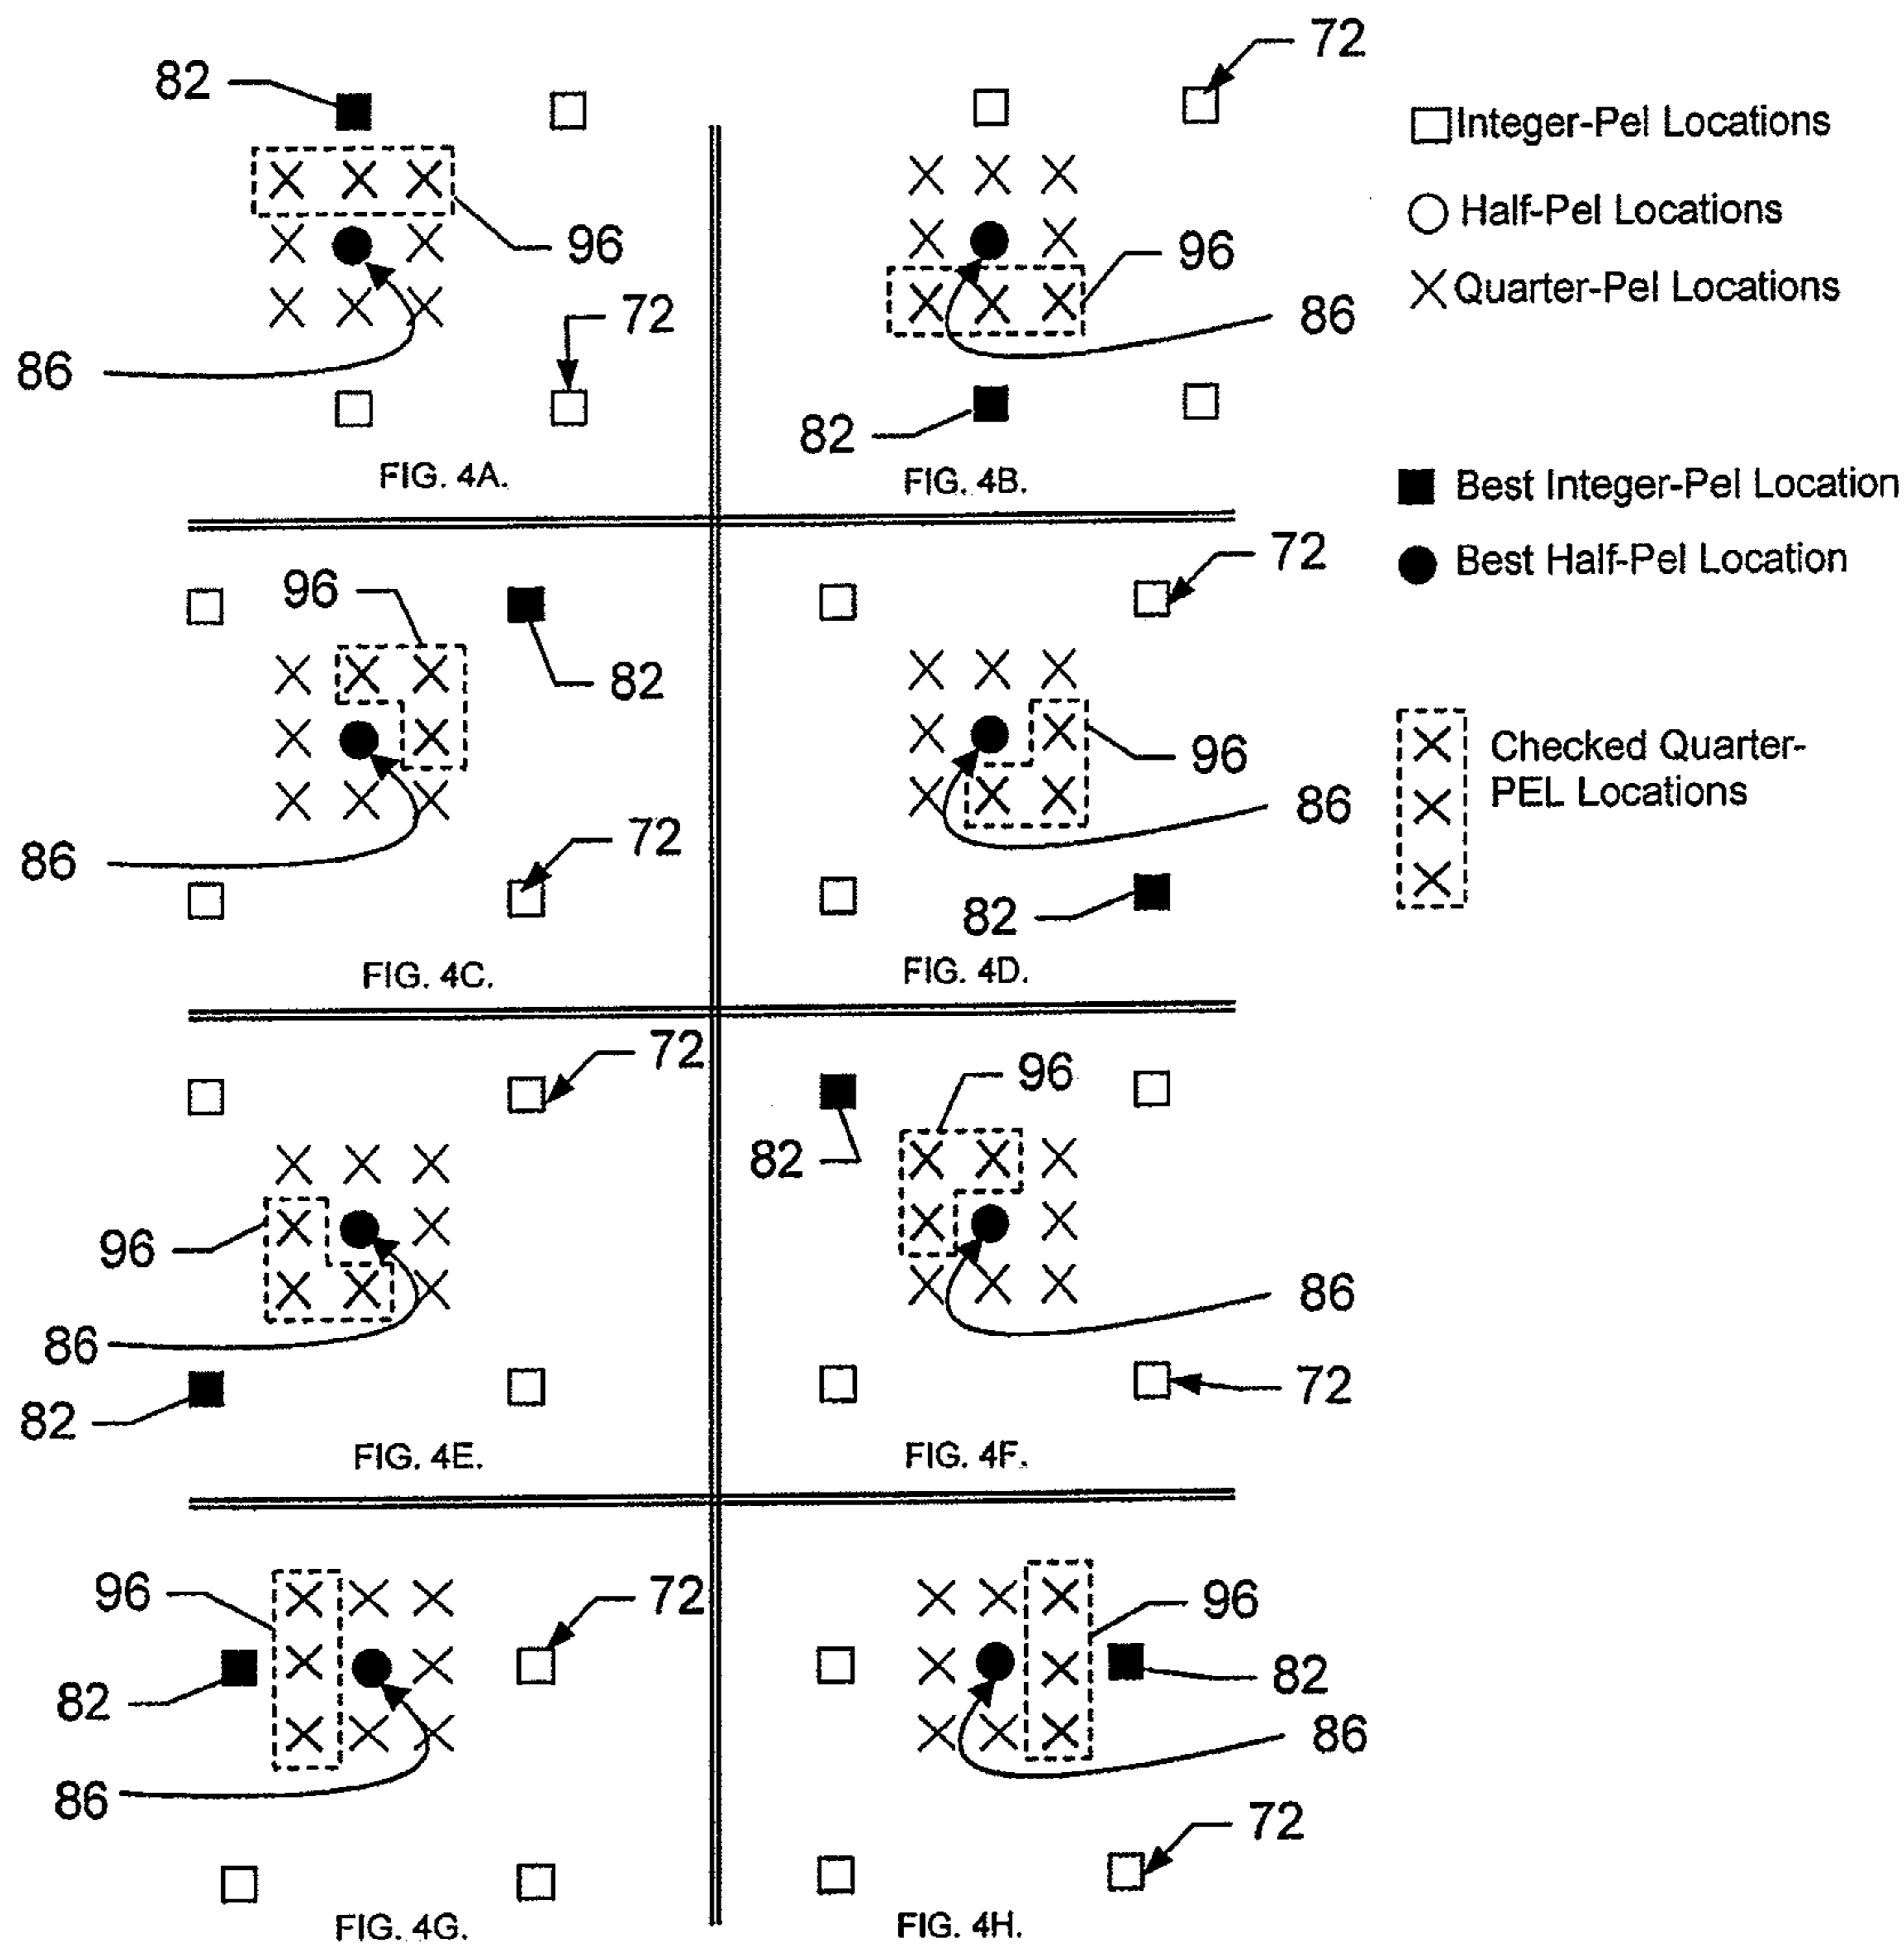 82
96
72
86
FIG. 4A.
72
96
86
82
FIG. 4B.
Integer-Pel Locations
Half-Pel Locations
Quarter-Pel Locations
Best Integer-Pel Location
Best Half-Pel Location
Checked Quarter-
PEL Locations
96
82
72
86
FIG. 4C.
72
96
86
82
FIG. 4D.
72
96
86
82
FIG. 4E.
96
82
86
72
FIG. 4F.
96
72
82
86
FIG. 4G.
96
82
86
72
FIG. 4H.